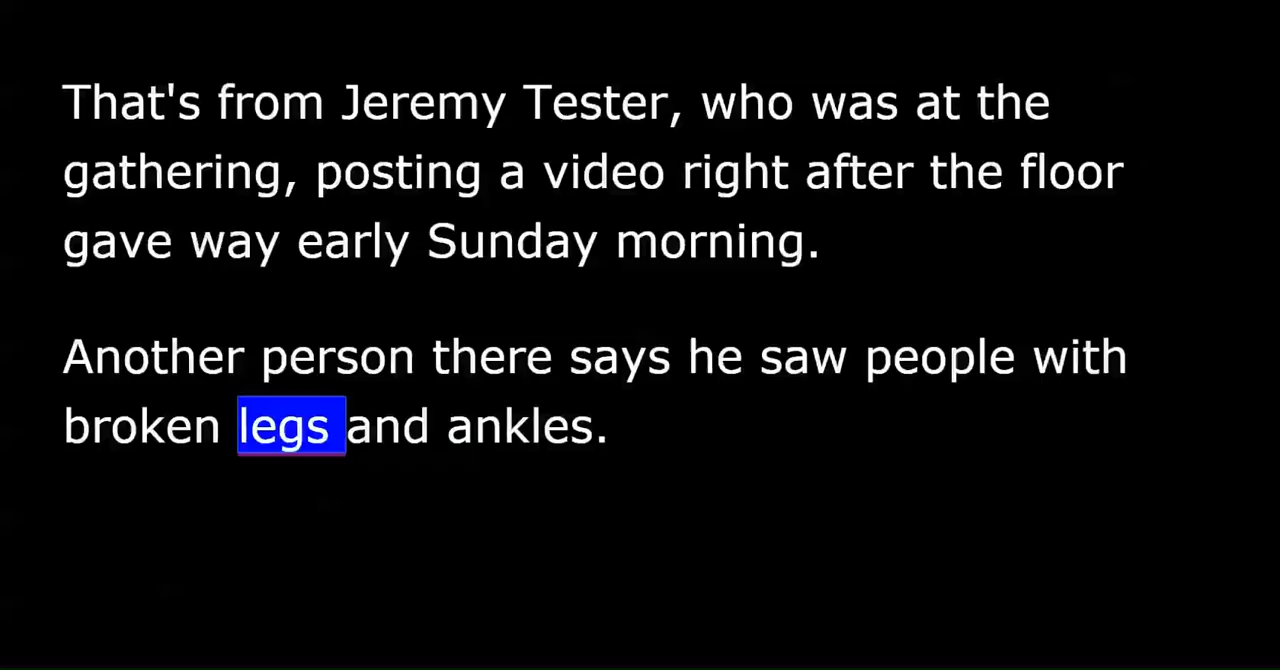 That's from Jeremy Tester, who was at the
gathering, posting a video right after the floor
gave way early Sunday morning.
Another person there says he saw people with
broken legs and ankles.